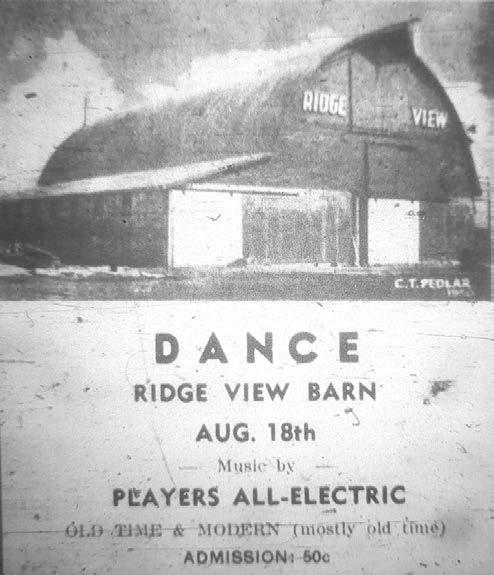 RIDGE VIEW
C.T. PEDLAR
DANCE
RIDGE VIEW BARN
AUG. 18th
— Music by —
PLAYERS ALL-ELECTRIC
OLD TIME & MODERN (mostly old time)
ADMISSION: 50c